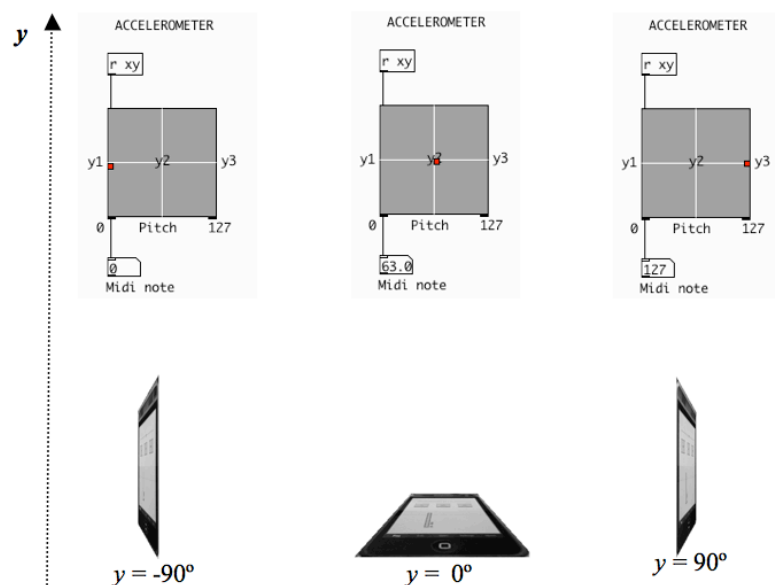 y
ACCELEROMETER
r xy
y1 y2 y3
0 Pitch 127
0
Midi note
ACCELEROMETER
r xy
y1 y2 y3
0 Pitch 127
63.0
Midi note
ACCELEROMETER
r xy
y1 y2 y3
0 Pitch 127
127
Midi note
y = -90º
y = 0º
y = 90º